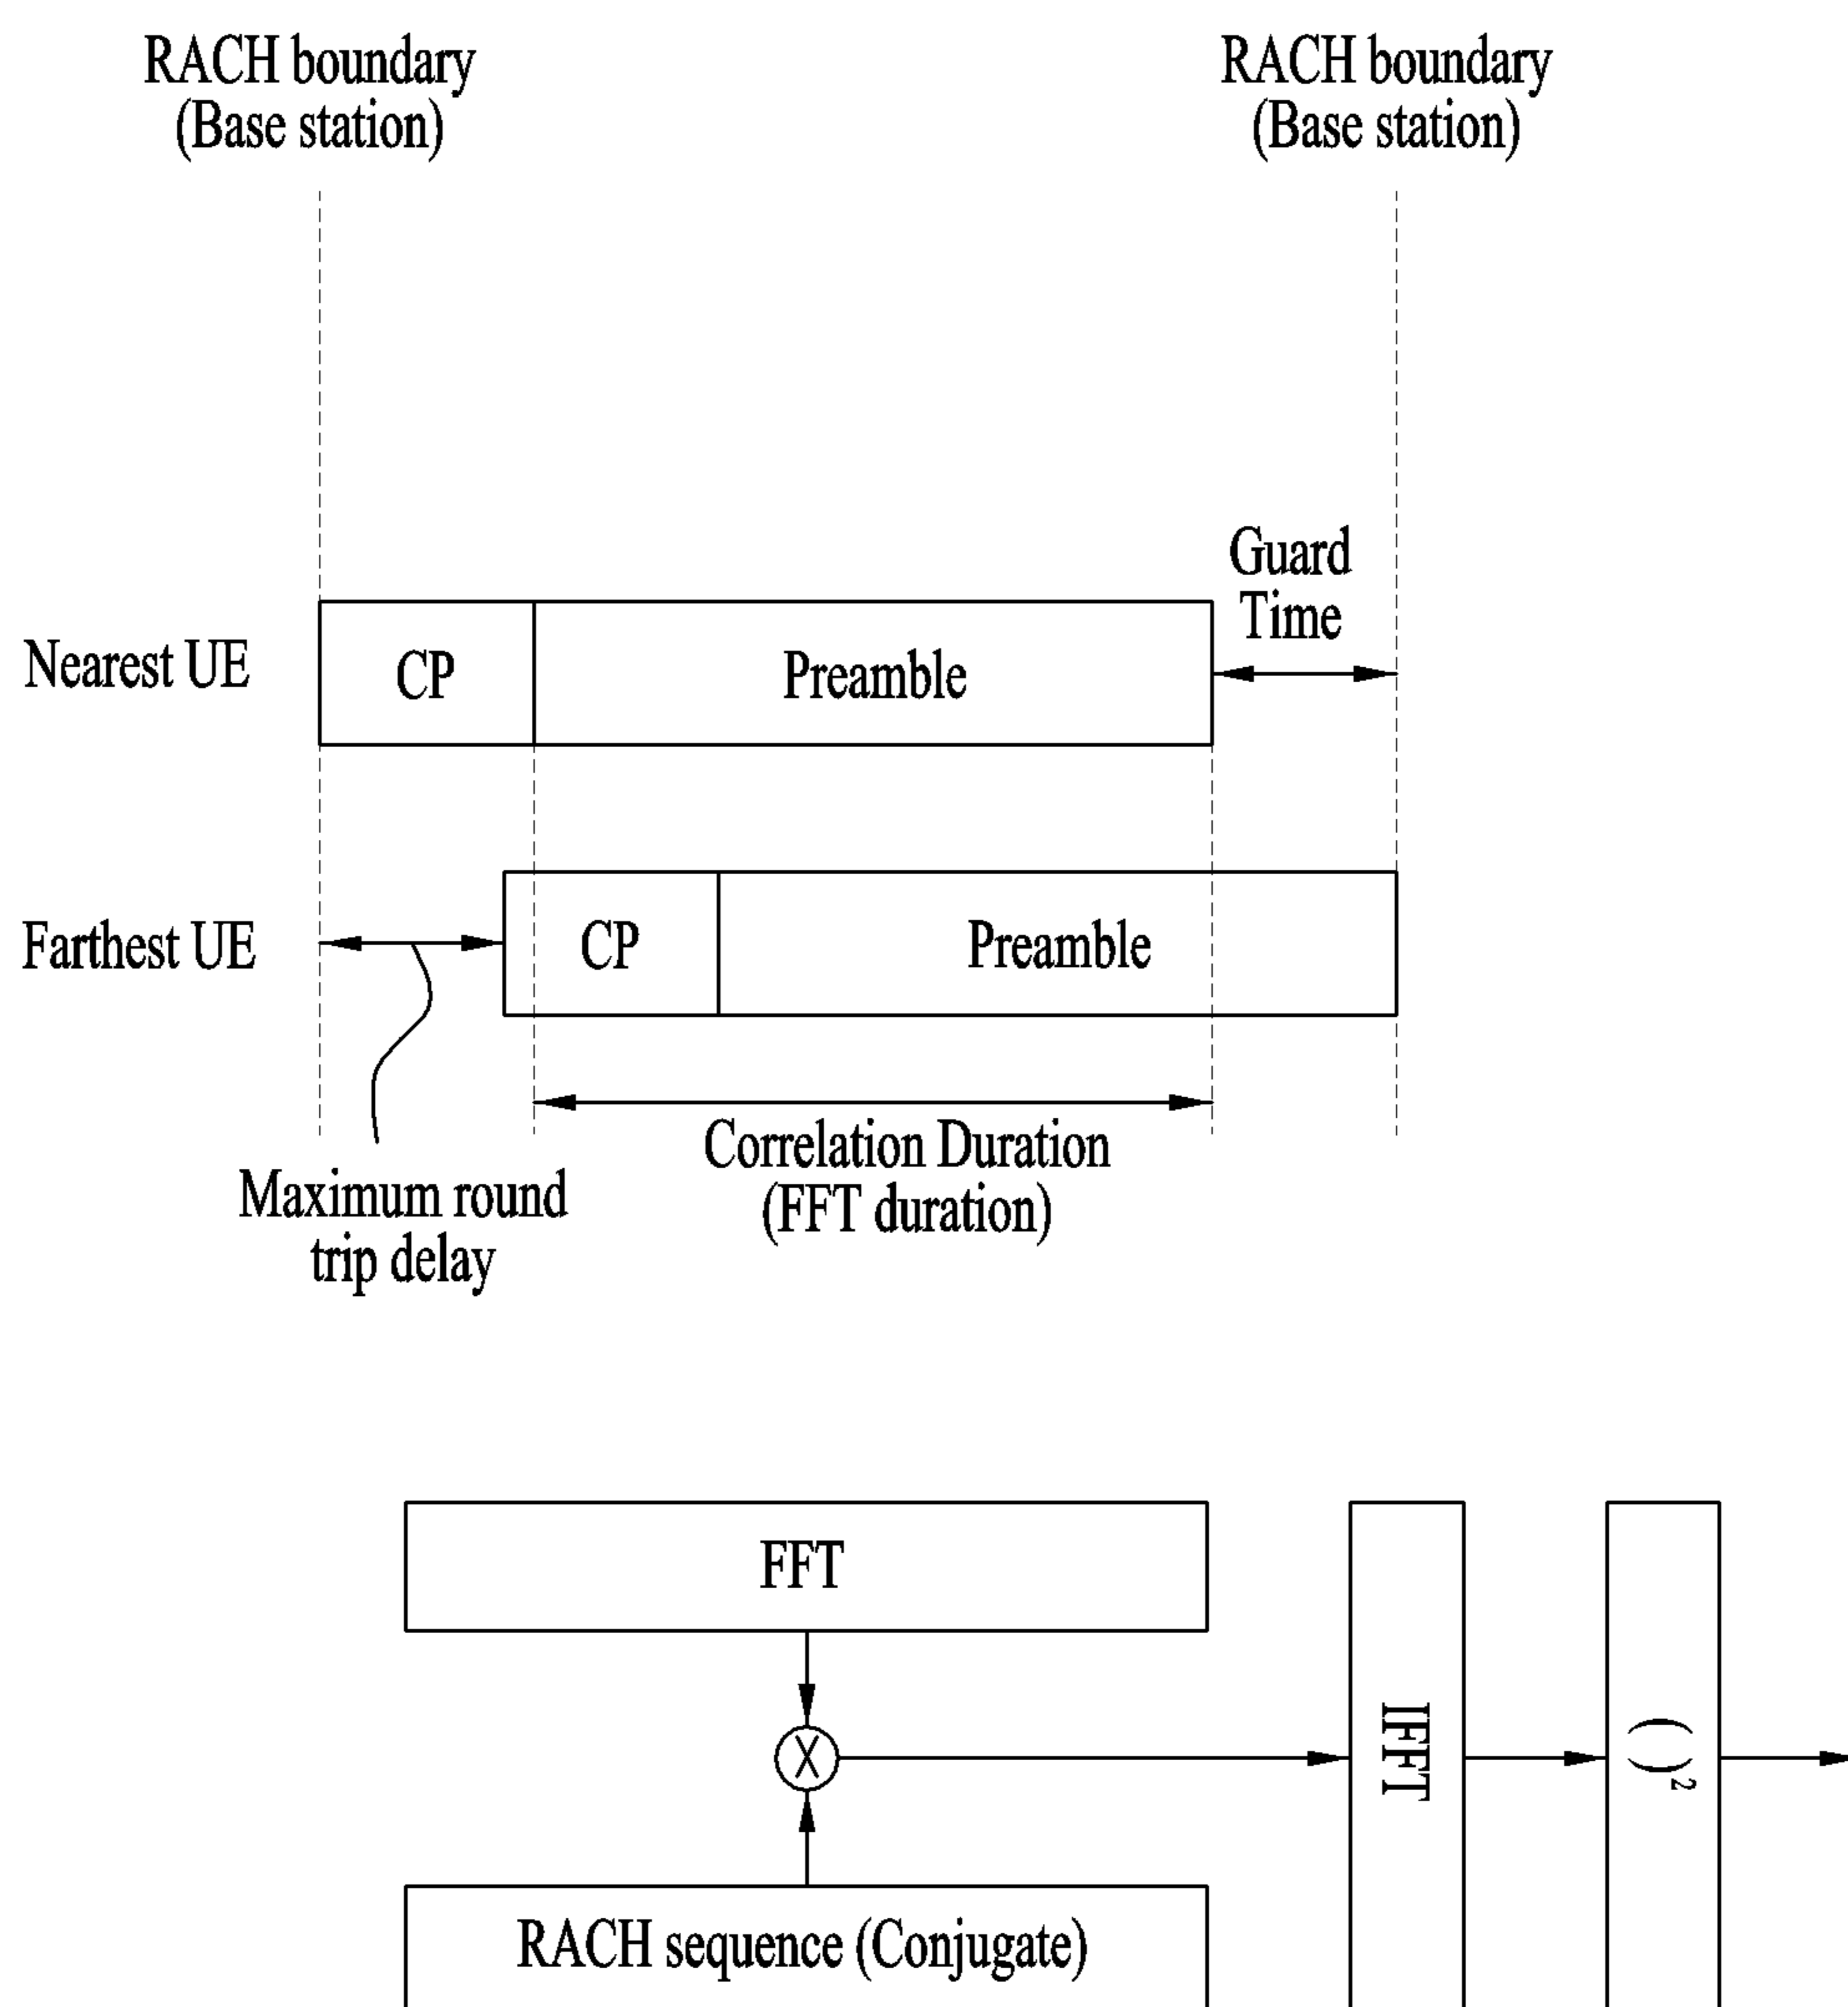 RACH boundary
(Base station)
RACH boundary
(Base station)
Guard
Time
Nearest UE
CP
Preamble
Farthest UE
CP
Preamble
Correlation Duration
(FFT duration)
Maximum round
trip delay
FFT
X
IFFT
( )²
RACH sequence (Conjugate)